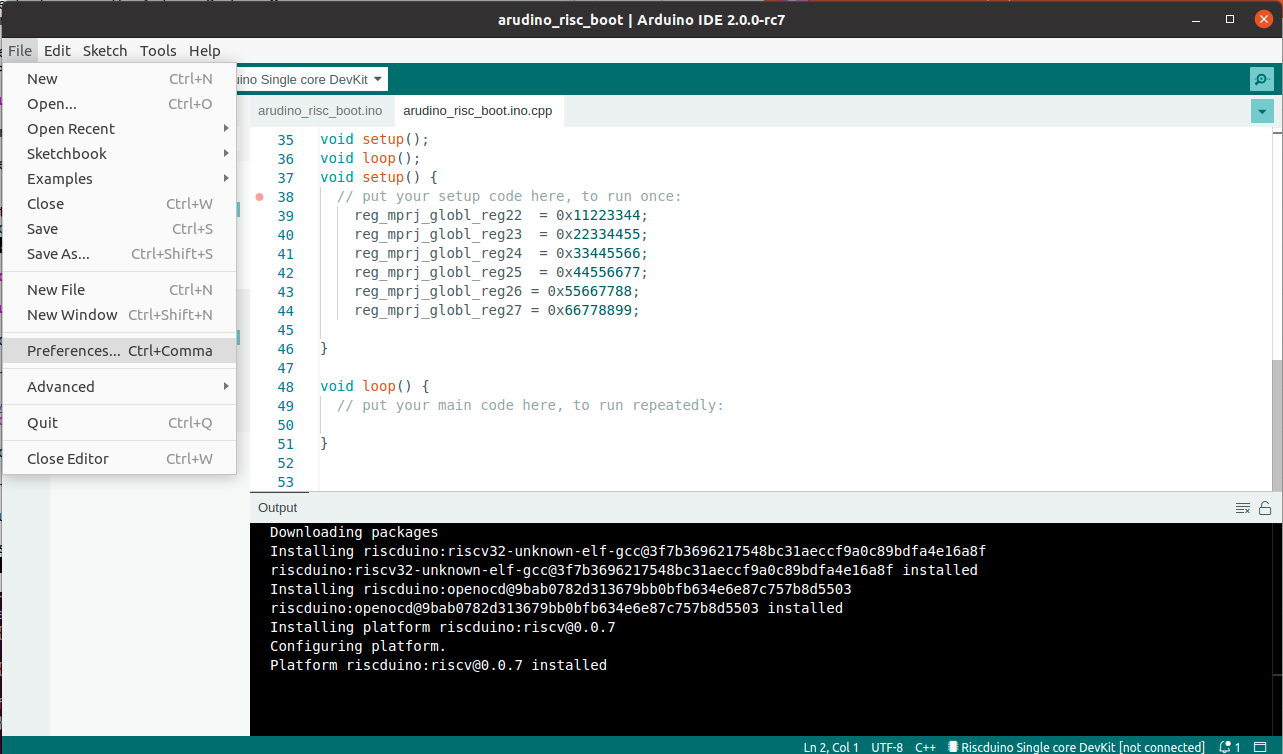 arudino_risc_boot | Arduino IDE 2.0.0-rc7
File Edit Sketch Tools Help
uino Single core DevKit
New Ctrl+N
Open... Ctrl+O
Open Recent
Sketchbook
Examples
Close Ctrl+W
Save Ctrl+S
Save As... Ctrl+Shift+S
New File Ctrl+N
New Window Ctrl+Shift+N
Preferences... Ctrl+Comma
Advanced
Quit Ctrl+Q
Close Editor Ctrl+W
arudino_risc_boot.ino arudino_risc_boot.ino.cpp
35 void setup();
36 void loop();
37 void setup() {
38 // put your setup code here, to run once:
39 reg_mprj_globl_reg22 = 0x11223344;
40 reg_mprj_globl_reg23 = 0x22334455;
41 reg_mprj_globl_reg24 = 0x33445566;
42 reg_mprj_globl_reg25 = 0x44556677;
43 reg_mprj_globl_reg26 = 0x55667788;
44 reg_mprj_globl_reg27 = 0x66778899;
45
46 }
47
48 void loop() {
49 // put your main code here, to run repeatedly:
50
51 }
52
53
Output
Downloading packages
Installing riscduino:riscv32-unknown-elf-gcc@3f7b3696217548bc31aeccf9a0c89bdfa4e16a8f
riscduino:riscv32-unknown-elf-gcc@3f7b3696217548bc31aeccf9a0c89bdfa4e16a8f installed
Installing riscduino:openocd@9bab0782d313679bb0bfb634e6e87c757b8d5503
riscduino:openocd@9bab0782d313679bb0bfb634e6e87c757b8d5503 installed
Installing platform riscduino:riscv@0.0.7
Configuring platform.
Platform riscduino:riscv@0.0.7 installed
Ln 2, Col 1 UTF-8 C++ Riscduino Single core DevKit [not connected] 1